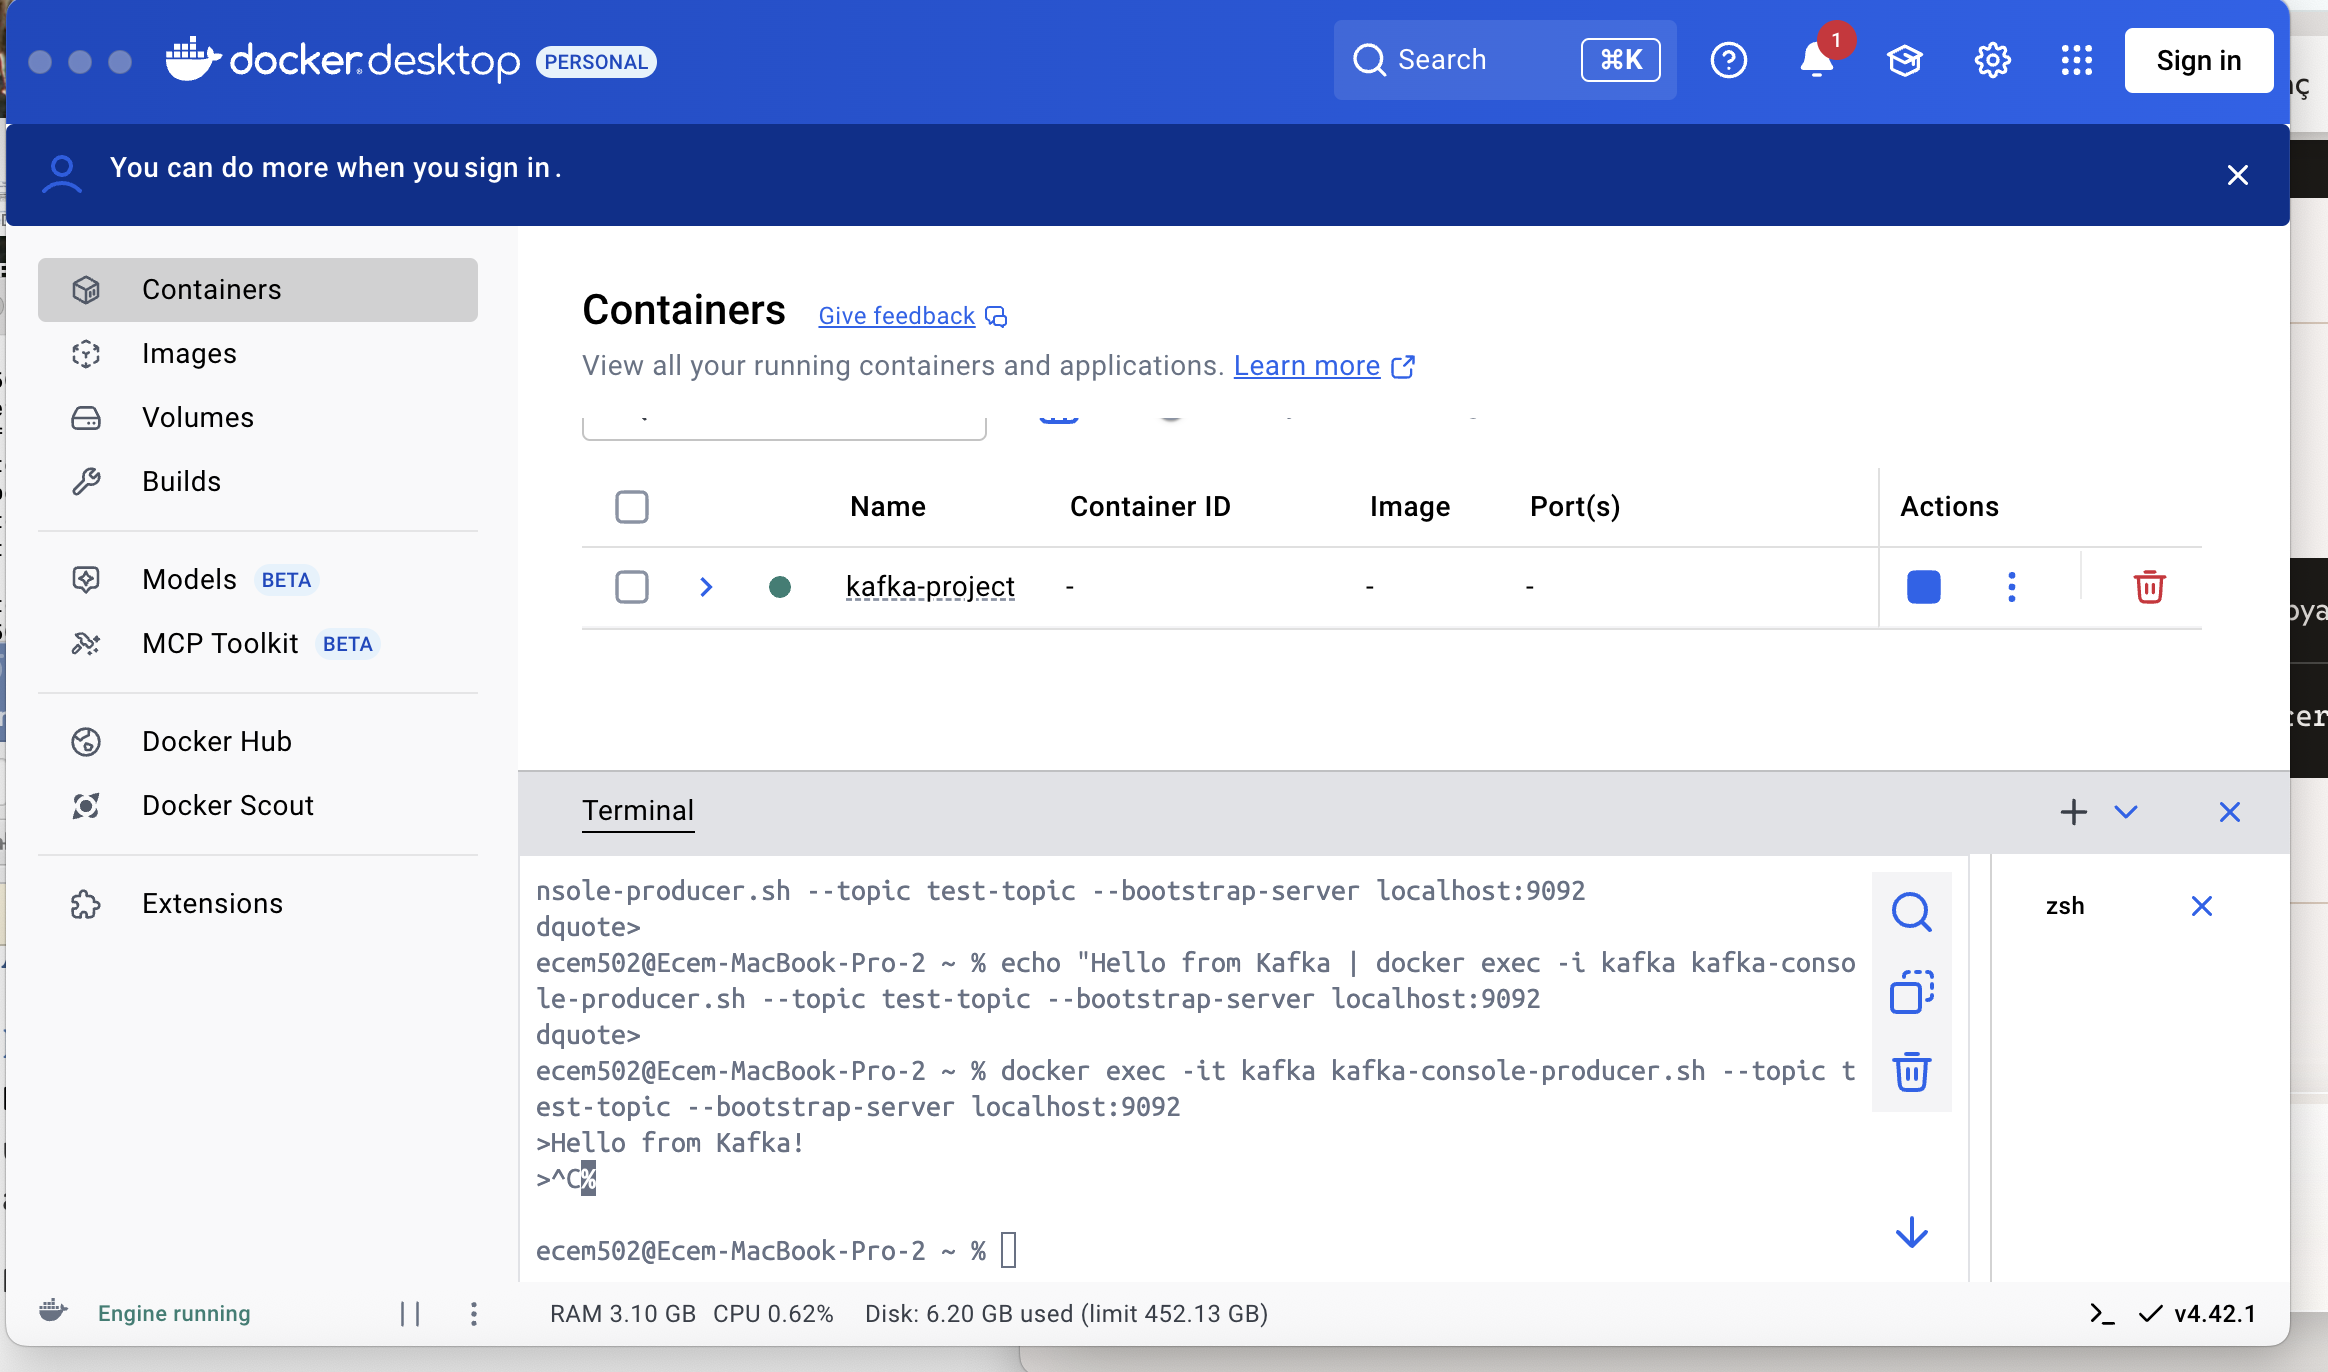 docker desktop PERSONAL
Search ⌘K
1
Sign in
You can do more when you sign in.
Containers
Images
Volumes
Builds
Models BETA
MCP Toolkit BETA
Docker Hub
Docker Scout
Extensions
Containers Give feedback
View all your running containers and applications. Learn more
Name Container ID Image Port(s) Actions
kafka-project - - -
Terminal
nsole-producer.sh --topic test-topic --bootstrap-server localhost:9092
dquote>
ecem502@Ecem-MacBook-Pro-2 ~ % echo "Hello from Kafka | docker exec -i kafka kafka-conso
le-producer.sh --topic test-topic --bootstrap-server localhost:9092
dquote>
ecem502@Ecem-MacBook-Pro-2 ~ % docker exec -it kafka kafka-console-producer.sh --topic t
est-topic --bootstrap-server localhost:9092
>Hello from Kafka!
>^C%
ecem502@Ecem-MacBook-Pro-2 ~ %
zsh
Engine running
RAM 3.10 GB CPU 0.62% Disk: 6.20 GB used (limit 452.13 GB)
v4.42.1